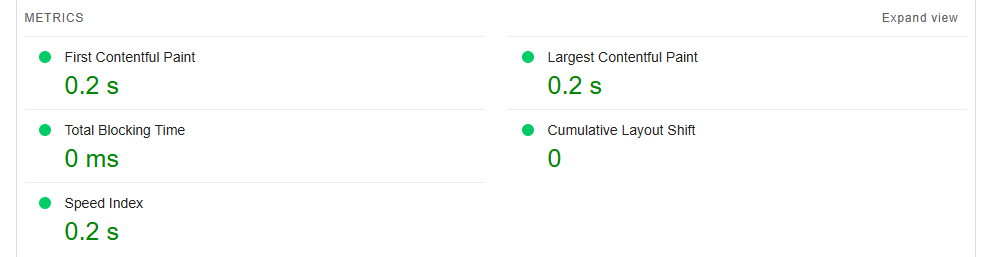 METRICS
Expand view
First Contentful Paint
0.2 s
Largest Contentful Paint
0.2 s
Total Blocking Time
0 ms
Cumulative Layout Shift
0
Speed Index
0.2 s